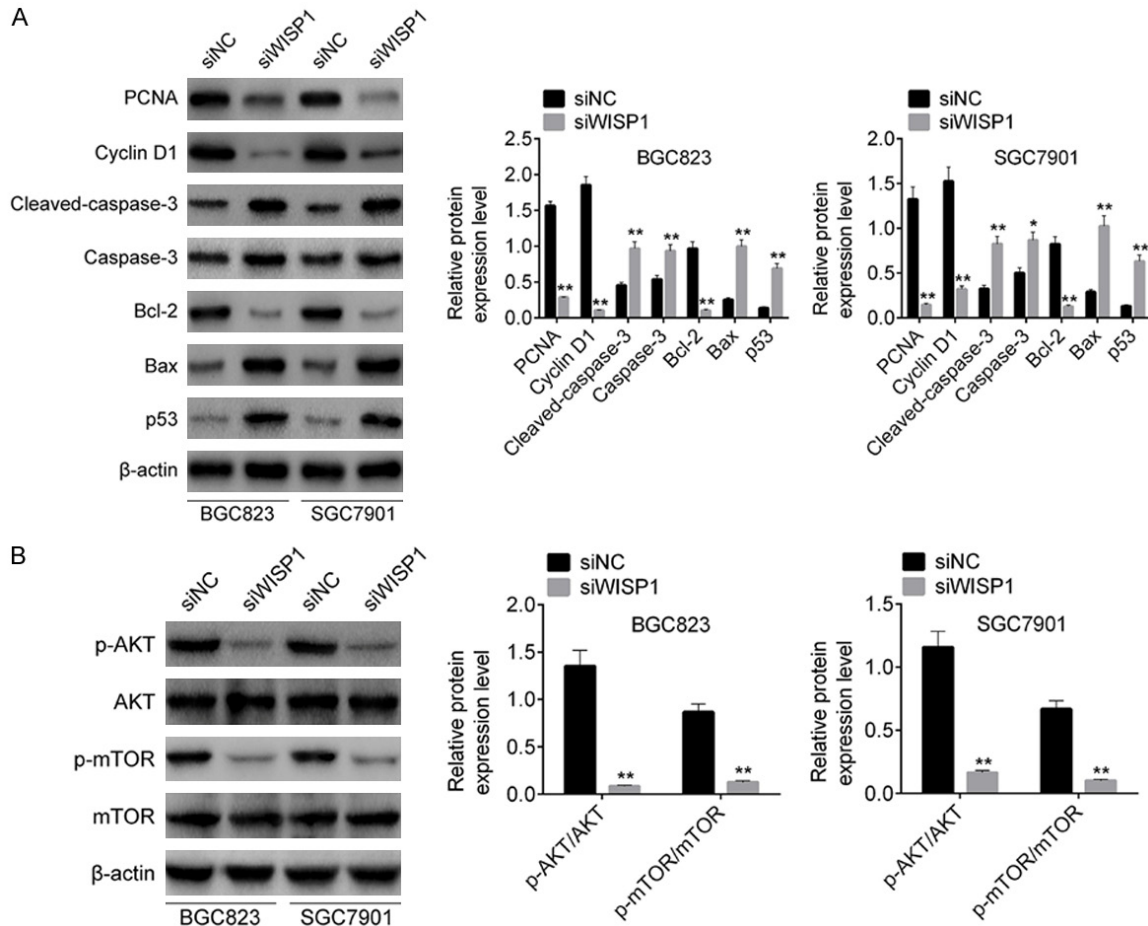 A
siNC siWISP1 siNC siWISP1
PCNA
Cyclin D1
Cleaved-caspase-3
Caspase-3
Bcl-2
Bax
p53
β-actin
BGC823 SGC7901
siNC
siWISP1
BGC823
Relative protein
expression level
2.5
2.0
1.5
1.0
0.5
0.0
** ** ** ** ** ** **
PCNA Cyclin D1 Cleaved-caspase-3 Caspase-3 Bcl-2 Bax p53
siNC
siWISP1
SGC7901
Relative protein
expression level
2.0
1.5
1.0
0.5
0.0
** ** ** * ** ** **
PCNA Cyclin D1 Cleaved-caspase-3 Caspase-3 Bcl-2 Bax p53
B
siNC siWISP1 siNC siWISP1
p-AKT
AKT
p-mTOR
mTOR
β-actin
BGC823 SGC7901
siNC
siWISP1
BGC823
Relative protein
expression level
2.0
1.5
1.0
0.5
0.0
** **
p-AKT/AKT p-mTOR/mTOR
siNC
siWISP1
SGC7901
Relative protein
expression level
1.5
1.0
0.5
0.0
** **
p-AKT/AKT p-mTOR/mTOR